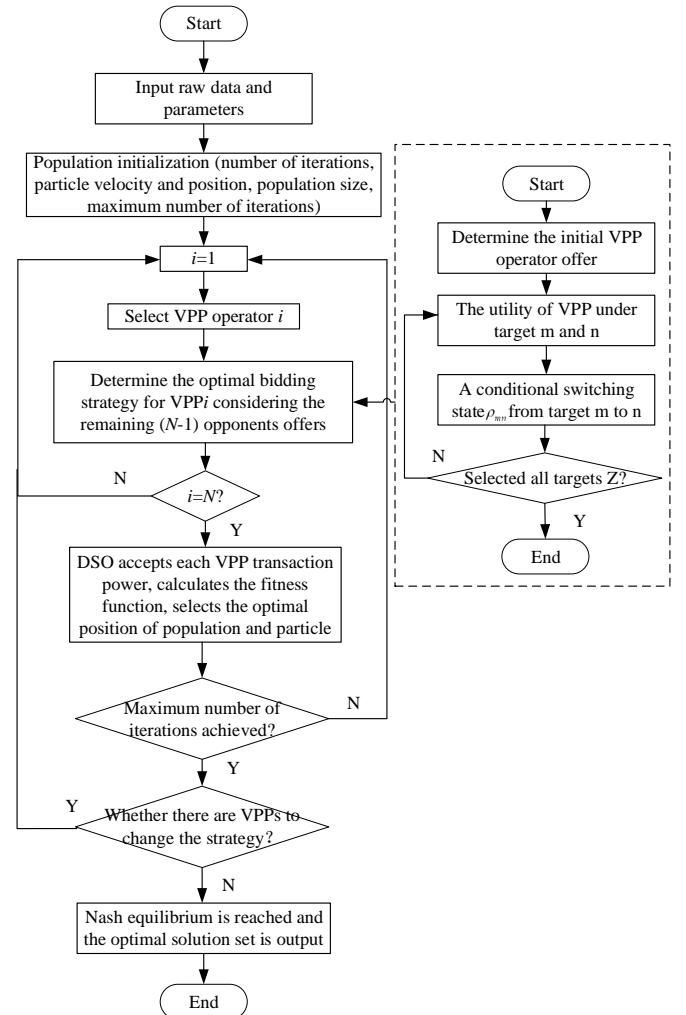 Start
Input raw data and
parameters
Population initialization (number of iterations,
particle velocity and position, population size,
maximum number of iterations)
i=1
Select VPP operator i
Determine the optimal bidding
strategy for VPPi considering the
remaining (N-1) opponents offers
N
i=N?
Y
DSO accepts each VPP transaction
power, calculates the fitness
function, selects the optimal
position of population and particle
Maximum number of
iterations achieved?
N
Y
Y
Whether there are VPPs to
change the strategy?
N
Nash equilibrium is reached and
the optimal solution set is output
End
Start
Determine the initial VPP
operator offer
The utility of VPP under
target m and n
A conditional switching
state ρmn from target m to n
N
Selected all targets Z?
Y
End